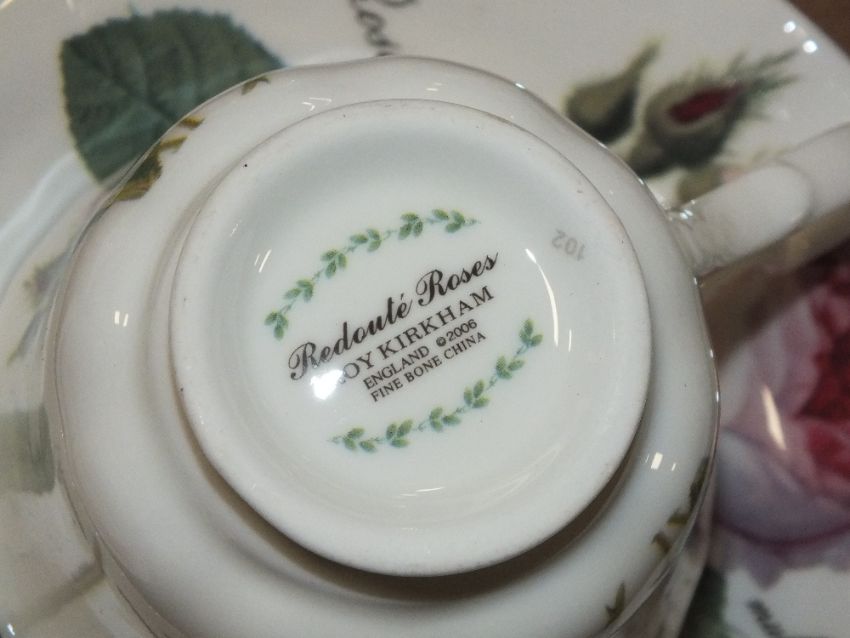 Redouté Roses
ROY KIRKHAM
ENGLAND ©2006
FINE BONE CHINA
102